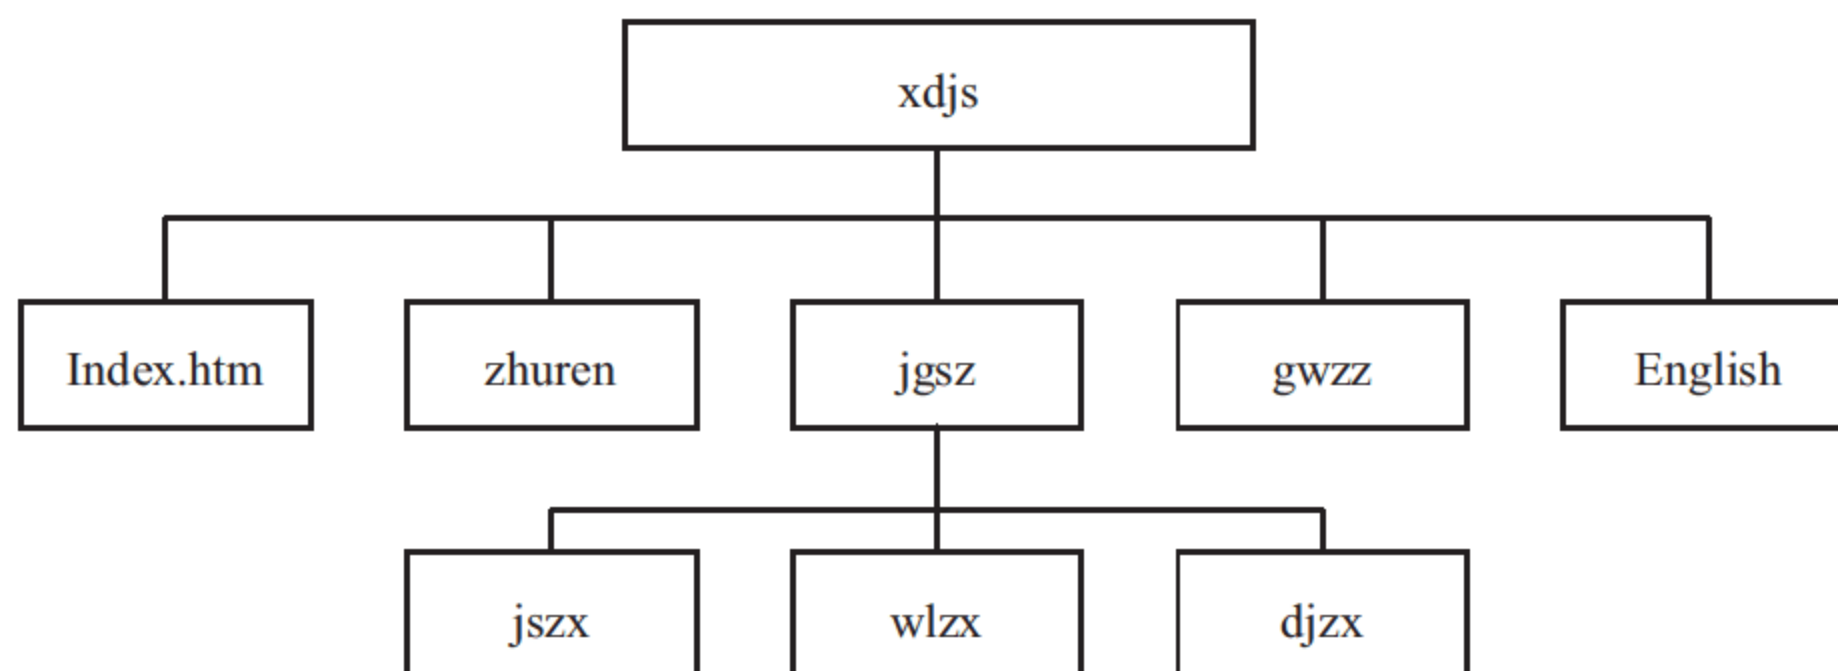 xdjs
Index.htm
zhuren
jgsz
gwzz
English
jszx
wlzx
djzx